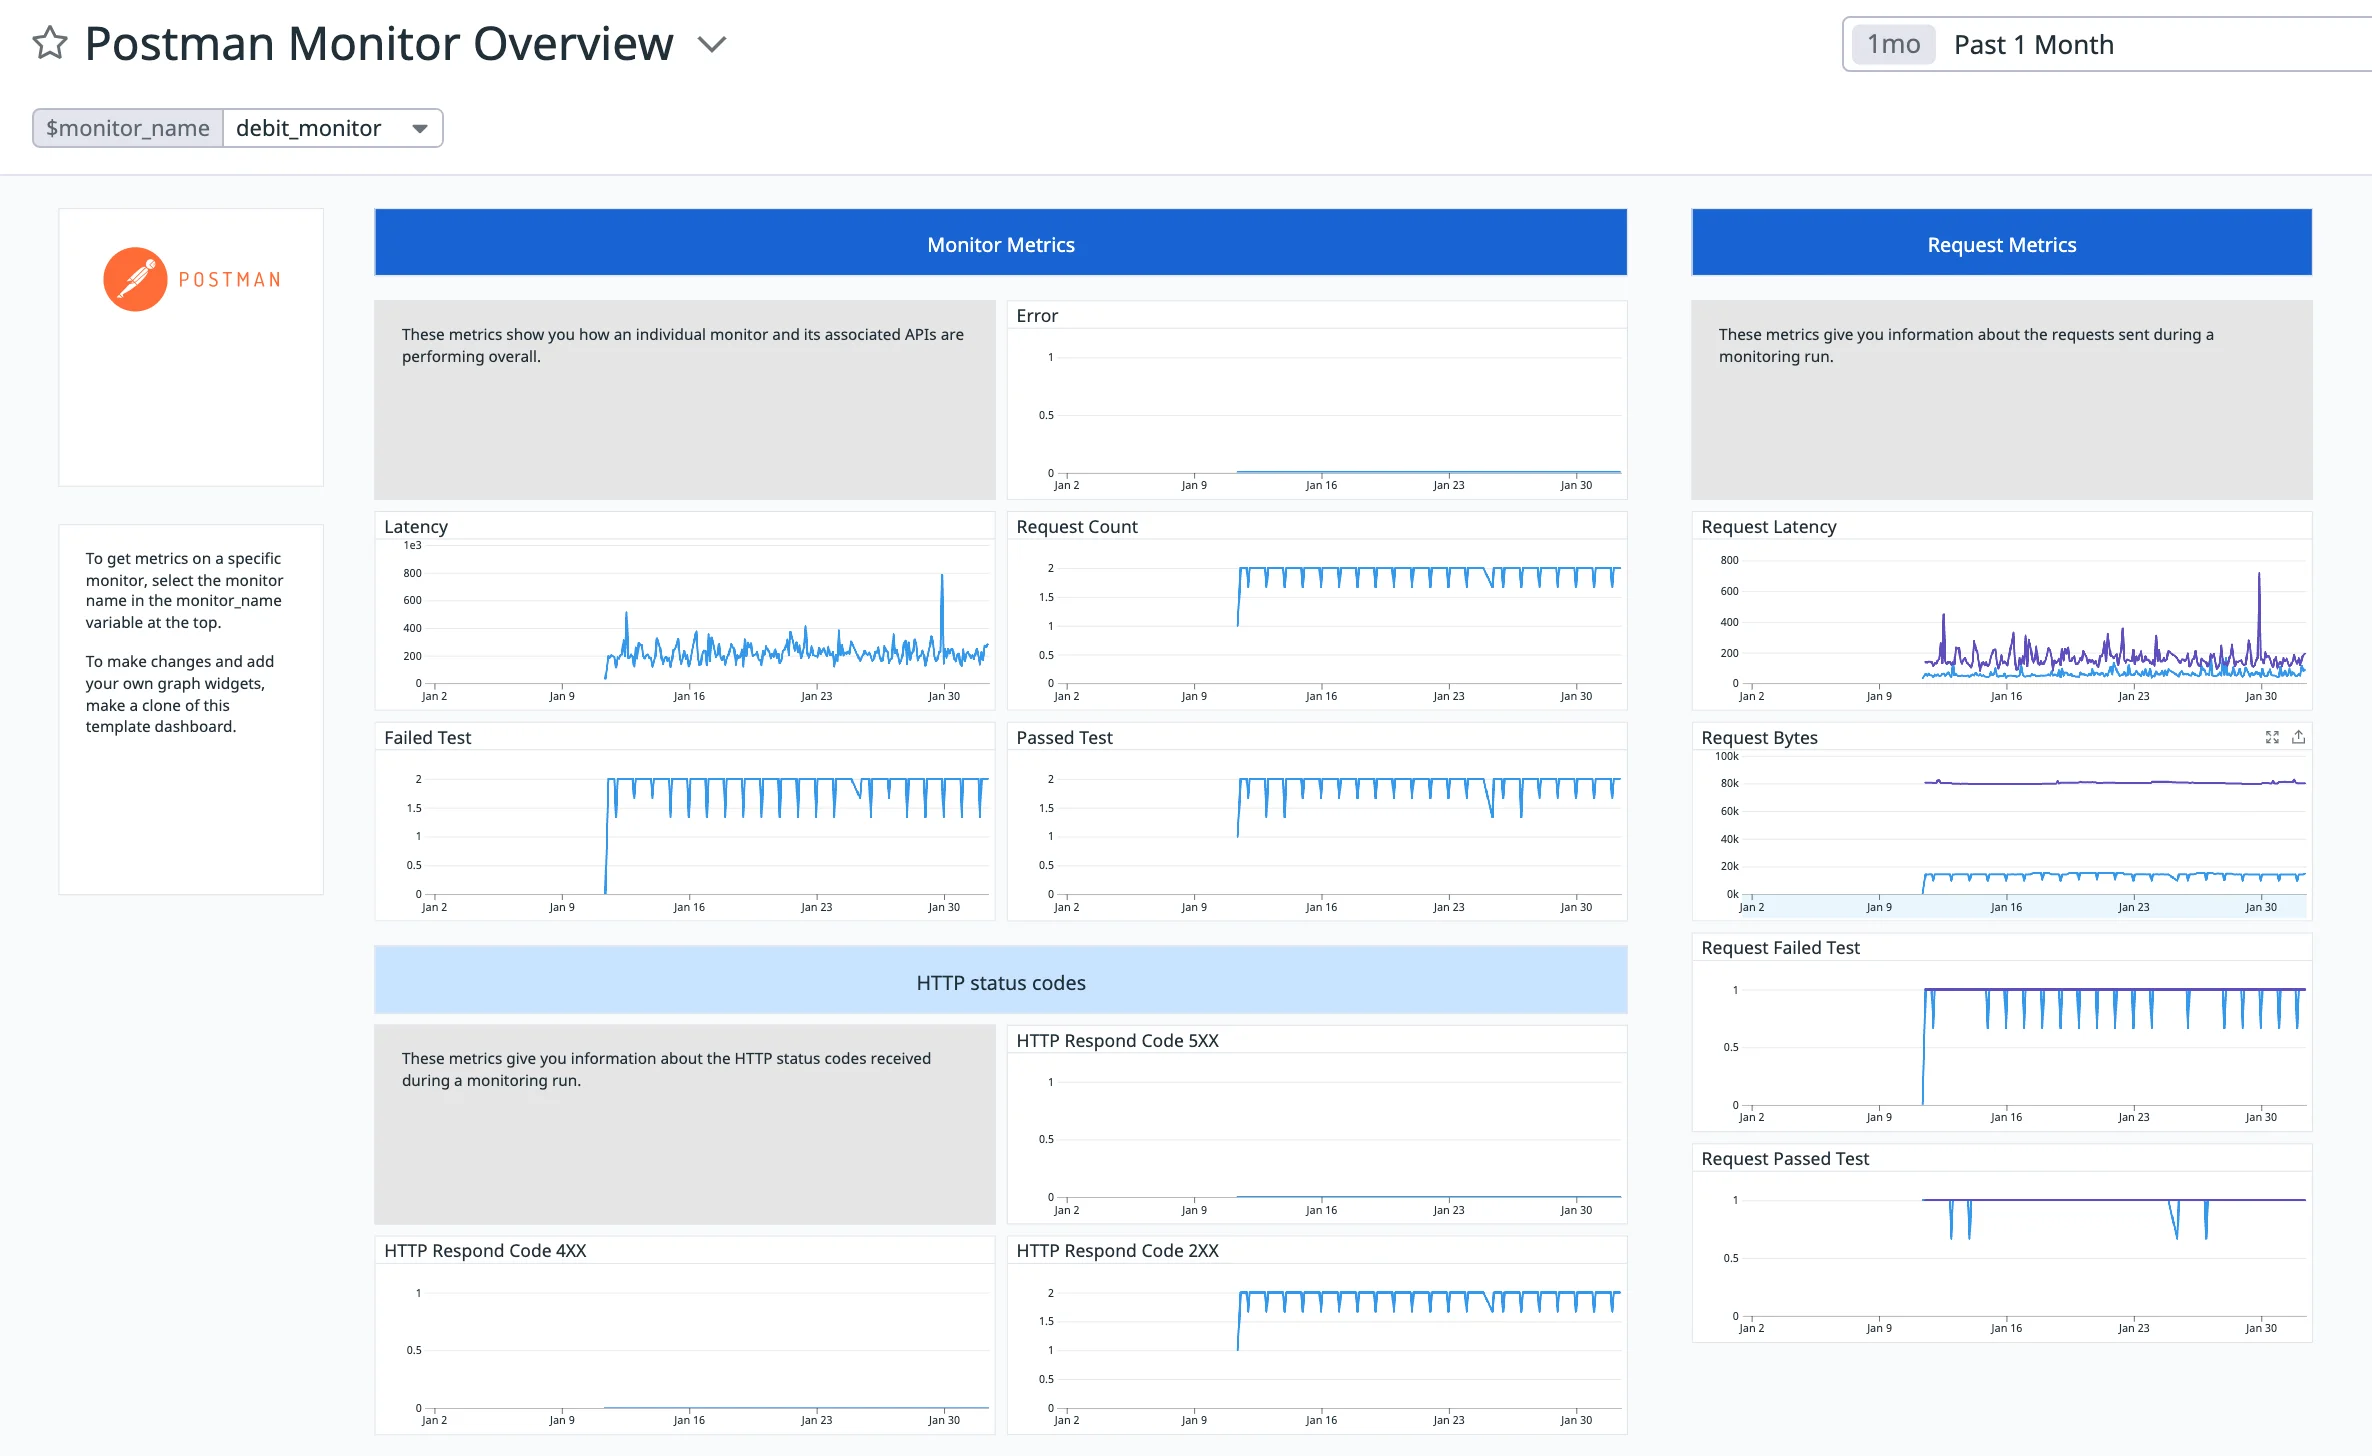 Postman Monitor Overview
1mo Past 1 Month
$monitor_name debit_monitor
POSTMAN
To get metrics on a specific
monitor, select the monitor
name in the monitor_name
variable at the top.
To make changes and add
your own graph widgets,
make a clone of this
template dashboard.
Monitor Metrics
These metrics show you how an individual monitor and its associated APIs are
performing overall.
Error
1
0.5
0
Jan 2 Jan 9 Jan 16 Jan 23 Jan 30
Latency
1e3
800
600
400
200
0
Jan 2 Jan 9 Jan 16 Jan 23 Jan 30
Request Count
2
1.5
1
0.5
0
Jan 2 Jan 9 Jan 16 Jan 23 Jan 30
Failed Test
2
1.5
1
0.5
0
Jan 2 Jan 9 Jan 16 Jan 23 Jan 30
Passed Test
2
1.5
1
0.5
0
Jan 2 Jan 9 Jan 16 Jan 23 Jan 30
HTTP status codes
These metrics give you information about the HTTP status codes received
during a monitoring run.
HTTP Respond Code 5XX
1
0.5
0
Jan 2 Jan 9 Jan 16 Jan 23 Jan 30
HTTP Respond Code 4XX
1
0.5
0
Jan 2 Jan 9 Jan 16 Jan 23 Jan 30
HTTP Respond Code 2XX
2
1.5
1
0.5
0
Jan 2 Jan 9 Jan 16 Jan 23 Jan 30
Request Metrics
These metrics give you information about the requests sent during a
monitoring run.
Request Latency
800
600
400
200
0
Jan 2 Jan 9 Jan 16 Jan 23 Jan 30
Request Bytes
100k
80k
60k
40k
20k
0k
Jan 2 Jan 9 Jan 16 Jan 23 Jan 30
Request Failed Test
1
0.5
0
Jan 2 Jan 9 Jan 16 Jan 23 Jan 30
Request Passed Test
1
0.5
0
Jan 2 Jan 9 Jan 16 Jan 23 Jan 30